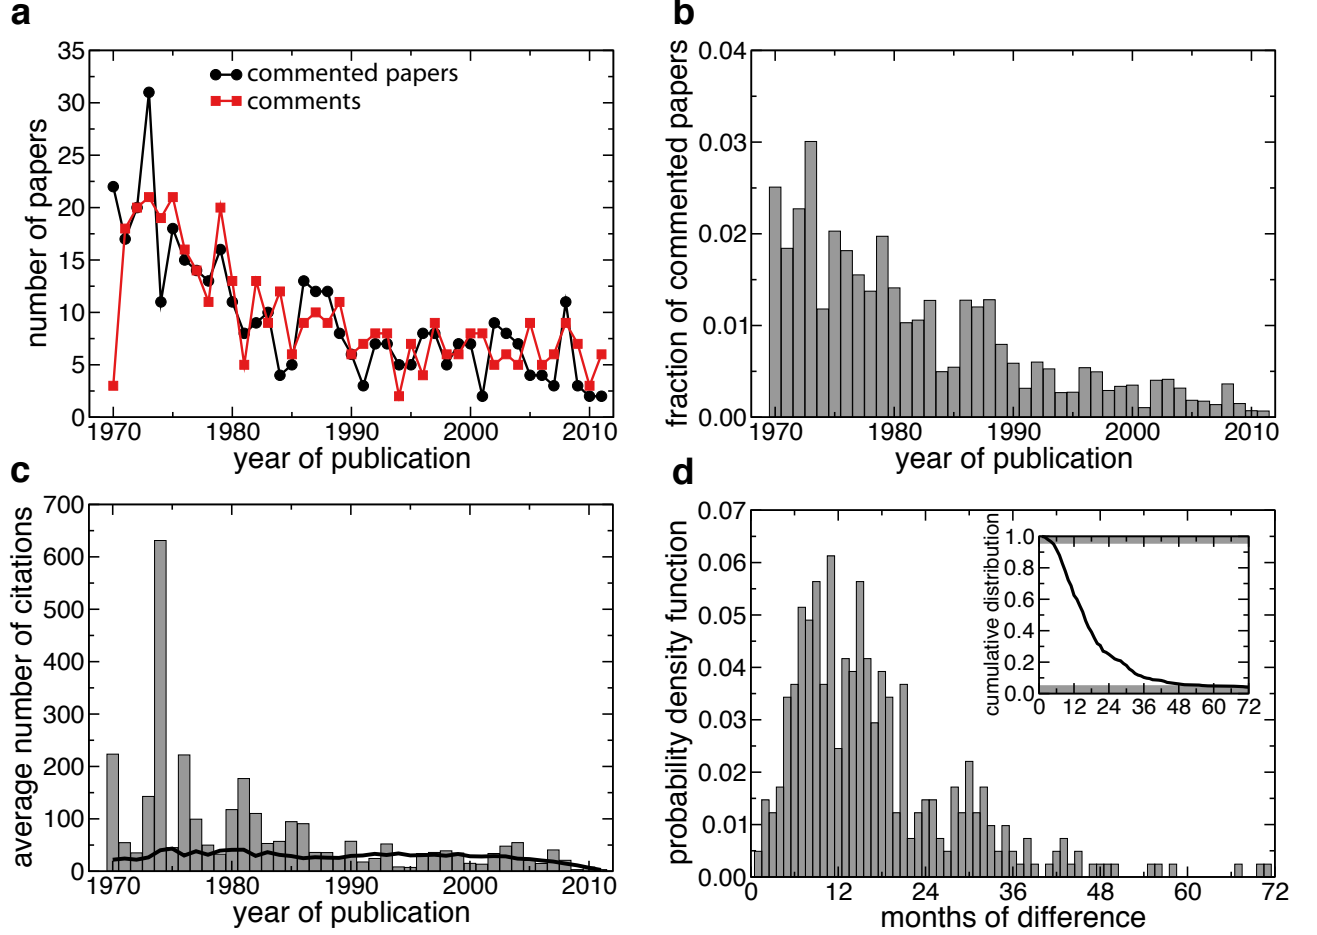 a
35
30
25
20
15
10
5
0
number of papers
commented papers
comments
1970 1980 1990 2000 2010
year of publication
b
0.04
0.03
0.02
0.01
0.00
fraction of commented papers
1970 1980 1990 2000 2010
year of publication
c
700
600
500
400
300
200
100
0
average number of citations
1970 1980 1990 2000 2010
year of publication
d
0.07
0.06
0.05
0.04
0.03
0.02
0.01
0.00
probability density function
0 12 24 36 48 60 72
months of difference
1.0
0.8
0.6
0.4
0.2
0.0
cumulative distribution
0 12 24 36 48 60 72